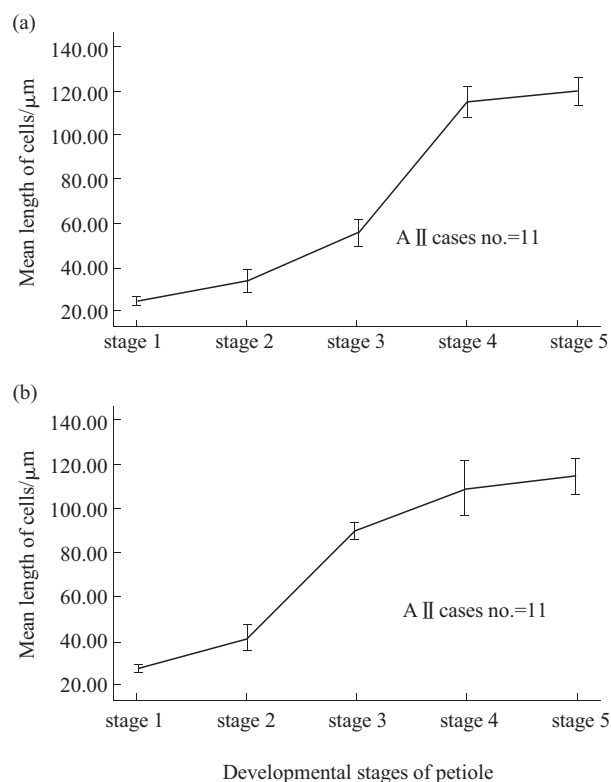 (a)
Mean length of cells/μm
140.00
120.00
100.00
80.00
60.00
40.00
20.00
A Ⅱ cases no.=11
stage 1 stage 2 stage 3 stage 4 stage 5
(b)
Mean length of cells/μm
140.00
120.00
100.00
80.00
60.00
40.00
20.00
A Ⅱ cases no.=11
stage 1 stage 2 stage 3 stage 4 stage 5
Developmental stages of petiole